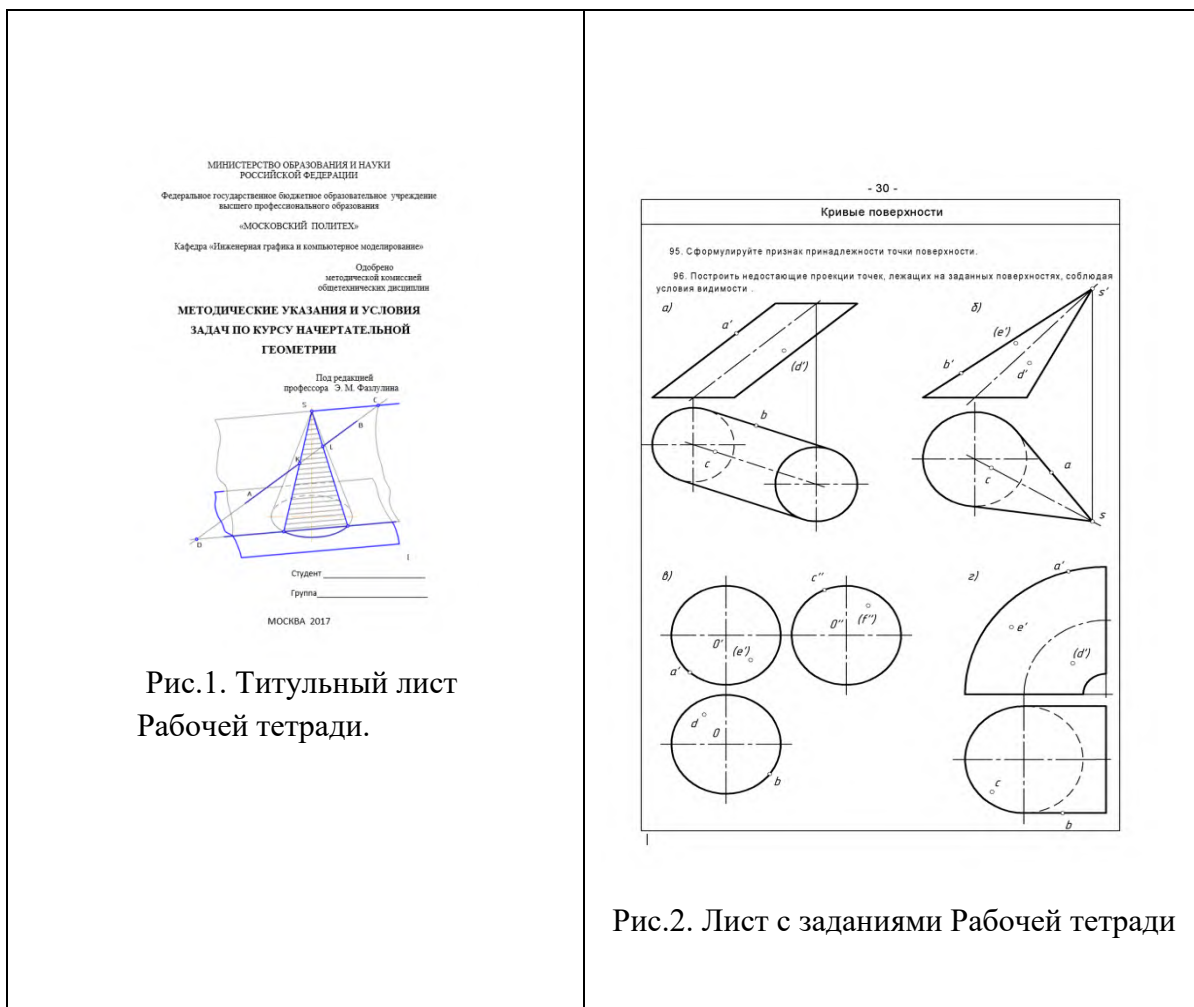 МИНИСТЕРСТВО ОБРАЗОВАНИЯ И НАУКИ
РОССИЙСКОЙ ФЕДЕРАЦИИ
Федеральное государственное бюджетное образовательное учреждение
высшего профессионального образования
«МОСКОВСКИЙ ПОЛИТЕХ»
Кафедра «Инженерная графика и компьютерное моделирование»
Одобрено
методической комиссией
общетехнических дисциплин
МЕТОДИЧЕСКИЕ УКАЗАНИЯ И УСЛОВИЯ
ЗАДАЧ ПО КУРСУ НАЧЕРТАТЕЛЬНОЙ
ГЕОМЕТРИИ
Под редакцией
профессора Э. М. Фазлулина
S
C
B
L
K
A
D
Студент
Группа
МОСКВА 2017
Рис.1. Титульный лист
Рабочей тетради.
- 30 -
Кривые поверхности
95. Сформулируйте признак принадлежности точки поверхности.
96. Построить недостающие проекции точек, лежащих на заданных поверхностях, соблюдая
условия видимости .
а)
a'
(d')
b
c
б)
s'
(e')
b'
d'
a
c
s
в)
c''
0'
(e')
a'
0''
(f'')
d
0
b
г)
a'
e'
(d')
c
b
Рис.2. Лист с заданиями Рабочей тетради